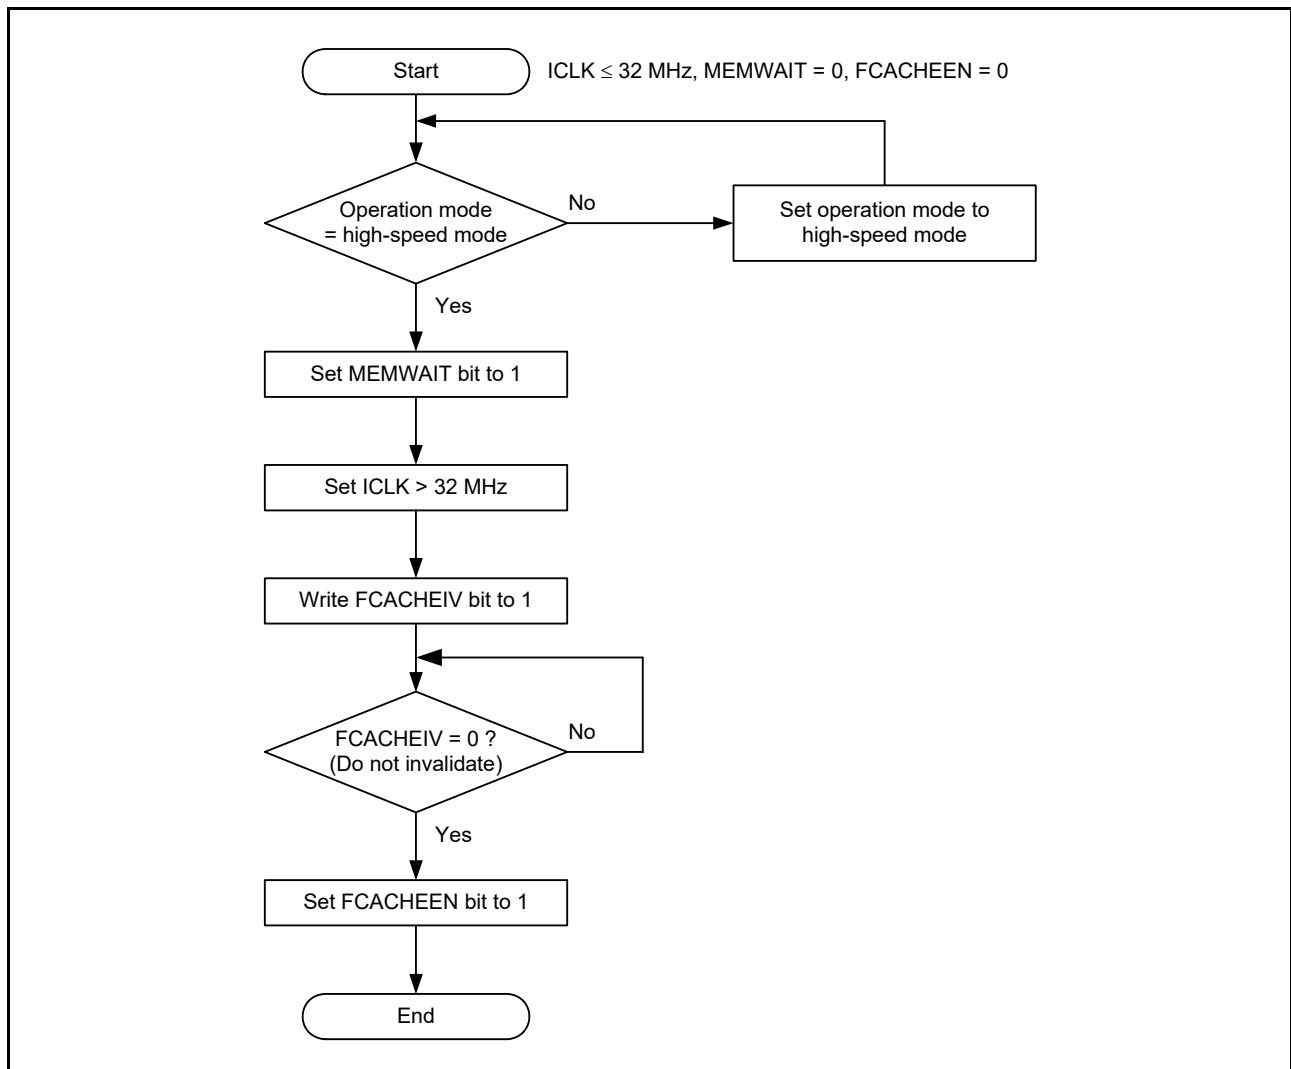 Start
ICLK ≤ 32 MHz, MEMWAIT = 0, FCACHEEN = 0
Operation mode
= high-speed mode
No
Set operation mode to
high-speed mode
Yes
Set MEMWAIT bit to 1
Set ICLK > 32 MHz
Write FCACHEIV bit to 1
FCACHEIV = 0 ?
(Do not invalidate)
No
Yes
Set FCACHEEN bit to 1
End